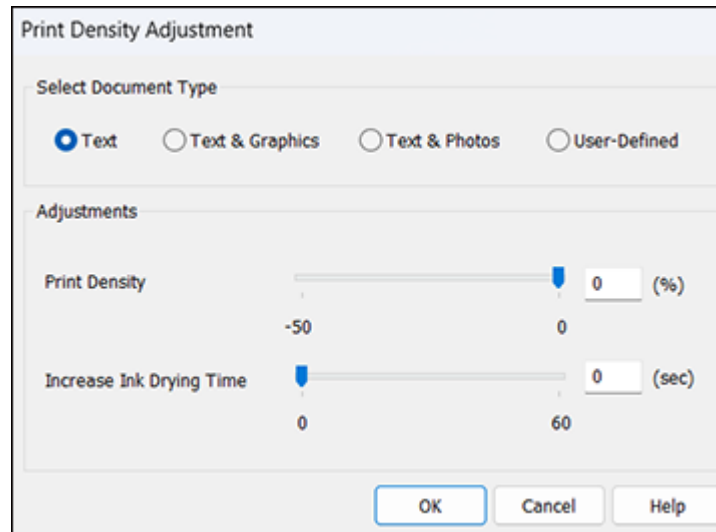 Print Density Adjustment
Select Document Type
Text Text & Graphics Text & Photos User-Defined
Adjustments
Print Density 0 (%)
-50 0
Increase Ink Drying Time 0 (sec)
0 60
OK Cancel Help